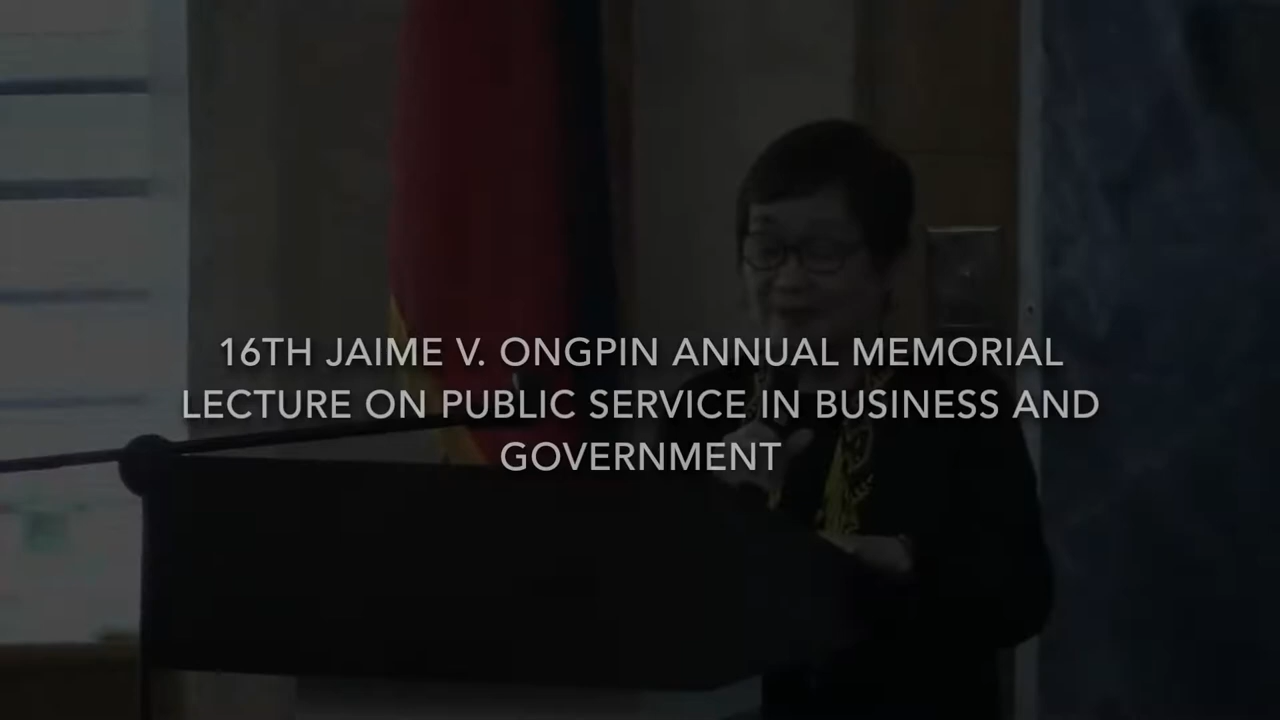 16TH JAIME V. ONGPIN ANNUAL MEMORIAL
LECTURE ON PUBLIC SERVICE IN BUSINESS AND
GOVERNMENT